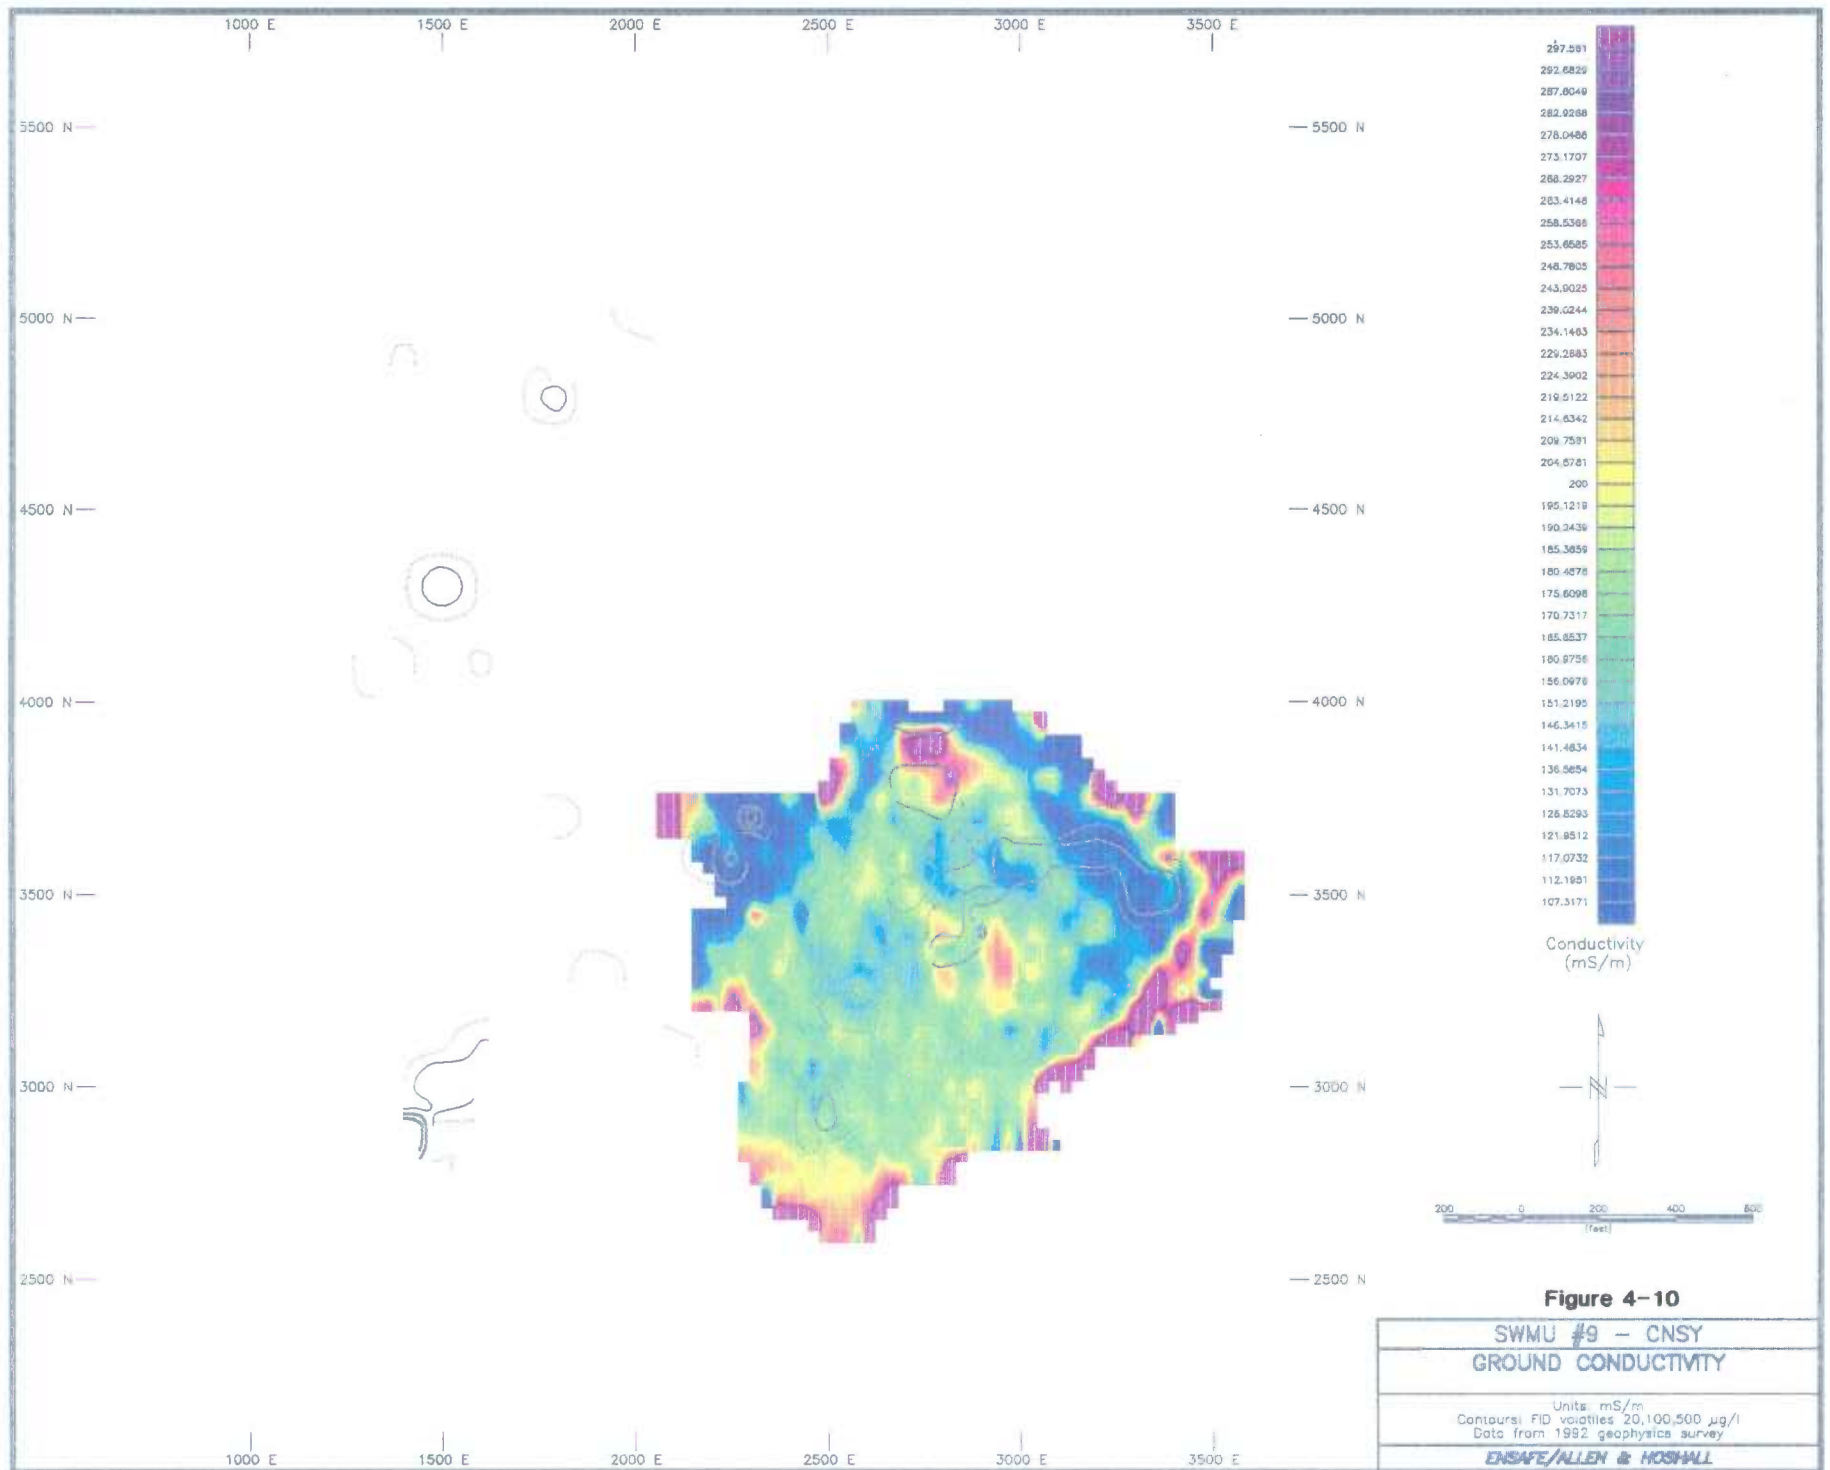 1000 E 1500 E 2000 E 2500 E 3000 E 3500 E
297.561
292.6829
287.8049
282.9268
278.0488
273.1707
268.2927
263.4146
258.5366
253.6585
248.7805
243.9025
239.0244
234.1463
229.2683
224.3902
219.5122
214.6342
209.7561
204.8781
200
195.1219
190.2439
185.3659
180.4878
175.6098
170.7317
165.8537
160.9756
156.0976
151.2195
146.3415
141.4634
136.5854
131.7073
126.8293
121.9512
117.0732
112.1951
107.3171
Conductivity
(mS/m)
5500 N 5500 N
5000 N 5000 N
4500 N 4500 N
4000 N 4000 N
3500 N 3500 N
3000 N 3000 N
2500 N 2500 N
N
200 0 200 400 600
(feet)
Figure 4-10
SWMU #9 - CNSY
GROUND CONDUCTIVITY
Units: mS/m
Contours: FID volatiles 20,100,500 µg/l
Data from 1992 geophysics survey
ENSAFE/ALLEN & HOSHALL
1000 E 1500 E 2000 E 2500 E 3000 E 3500 E